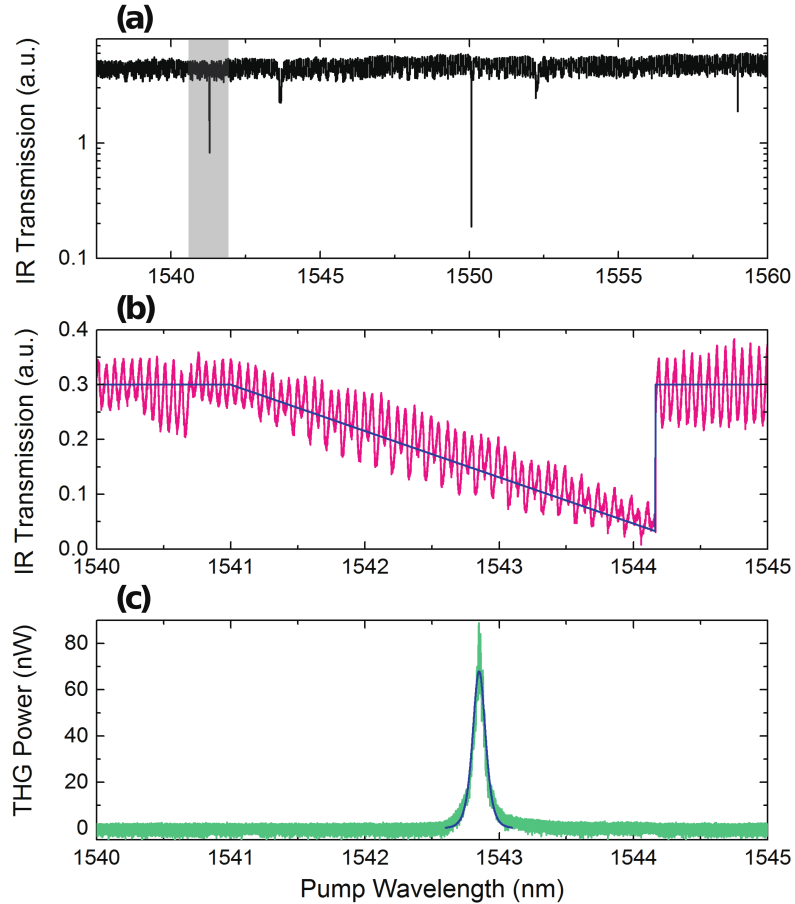 (a)
IR Transmission (a.u.)
1
0.1
1540 1545 1550 1555 1560
(b)
IR Transmission (a.u.)
0.4
0.3
0.2
0.1
0.0
1540 1541 1542 1543 1544 1545
(c)
THG Power (nW)
80
60
40
20
0
1540 1541 1542 1543 1544 1545
Pump Wavelength (nm)